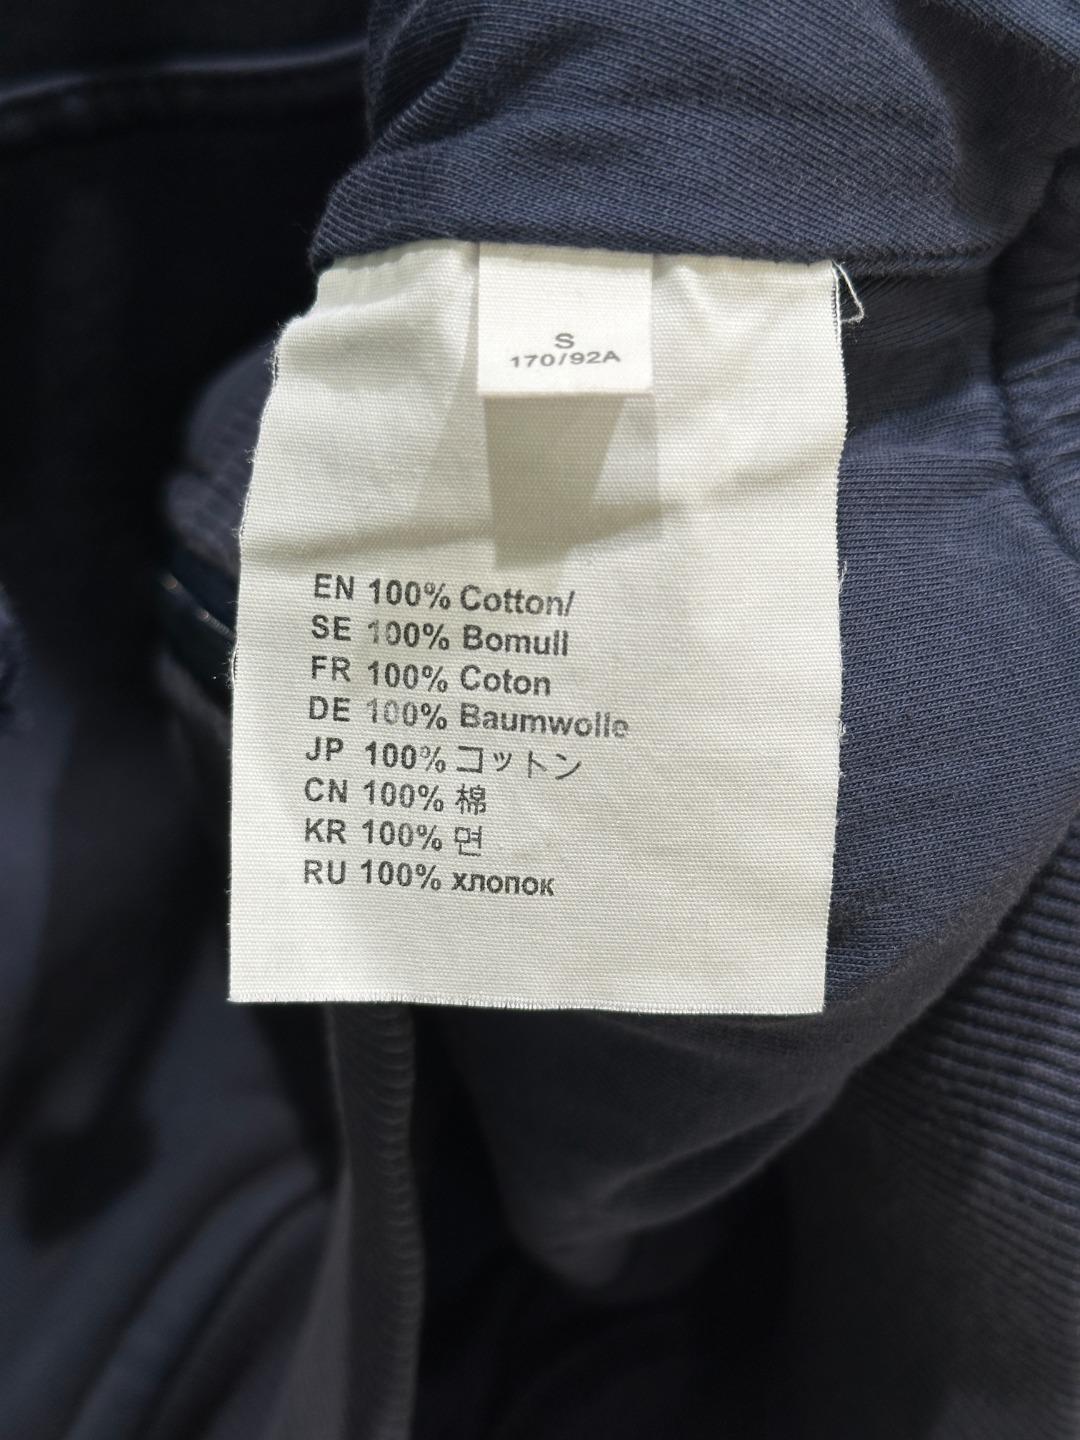 S
170/92A
EN 100% Cotton/
SE 100% Bomull
FR 100% Coton
DE 100% Baumwolle
JP 100% コットン
CN 100% 棉
KR 100% 면
RU 100% хлопок